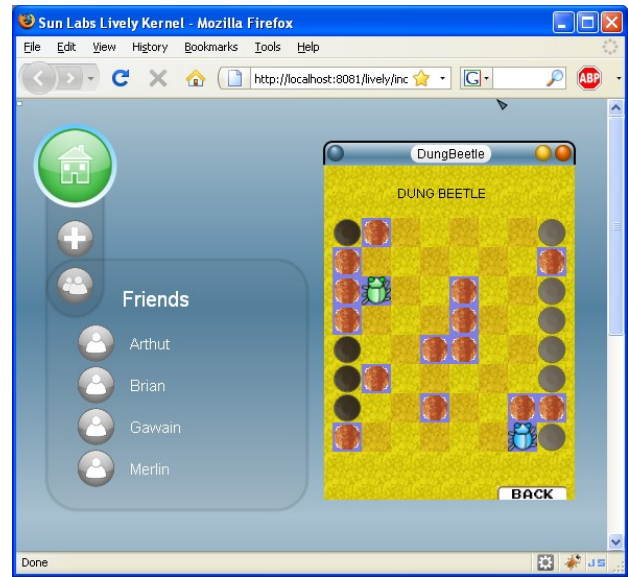 Sun Labs Lively Kernel - Mozilla Firefox
File Edit View History Bookmarks Tools Help
http://localhost:8081/lively/inc G ABP
DungBeetle
DUNG BEETLE
Friends
Arthut
Brian
Gawain
Merlin
BACK
Done JS